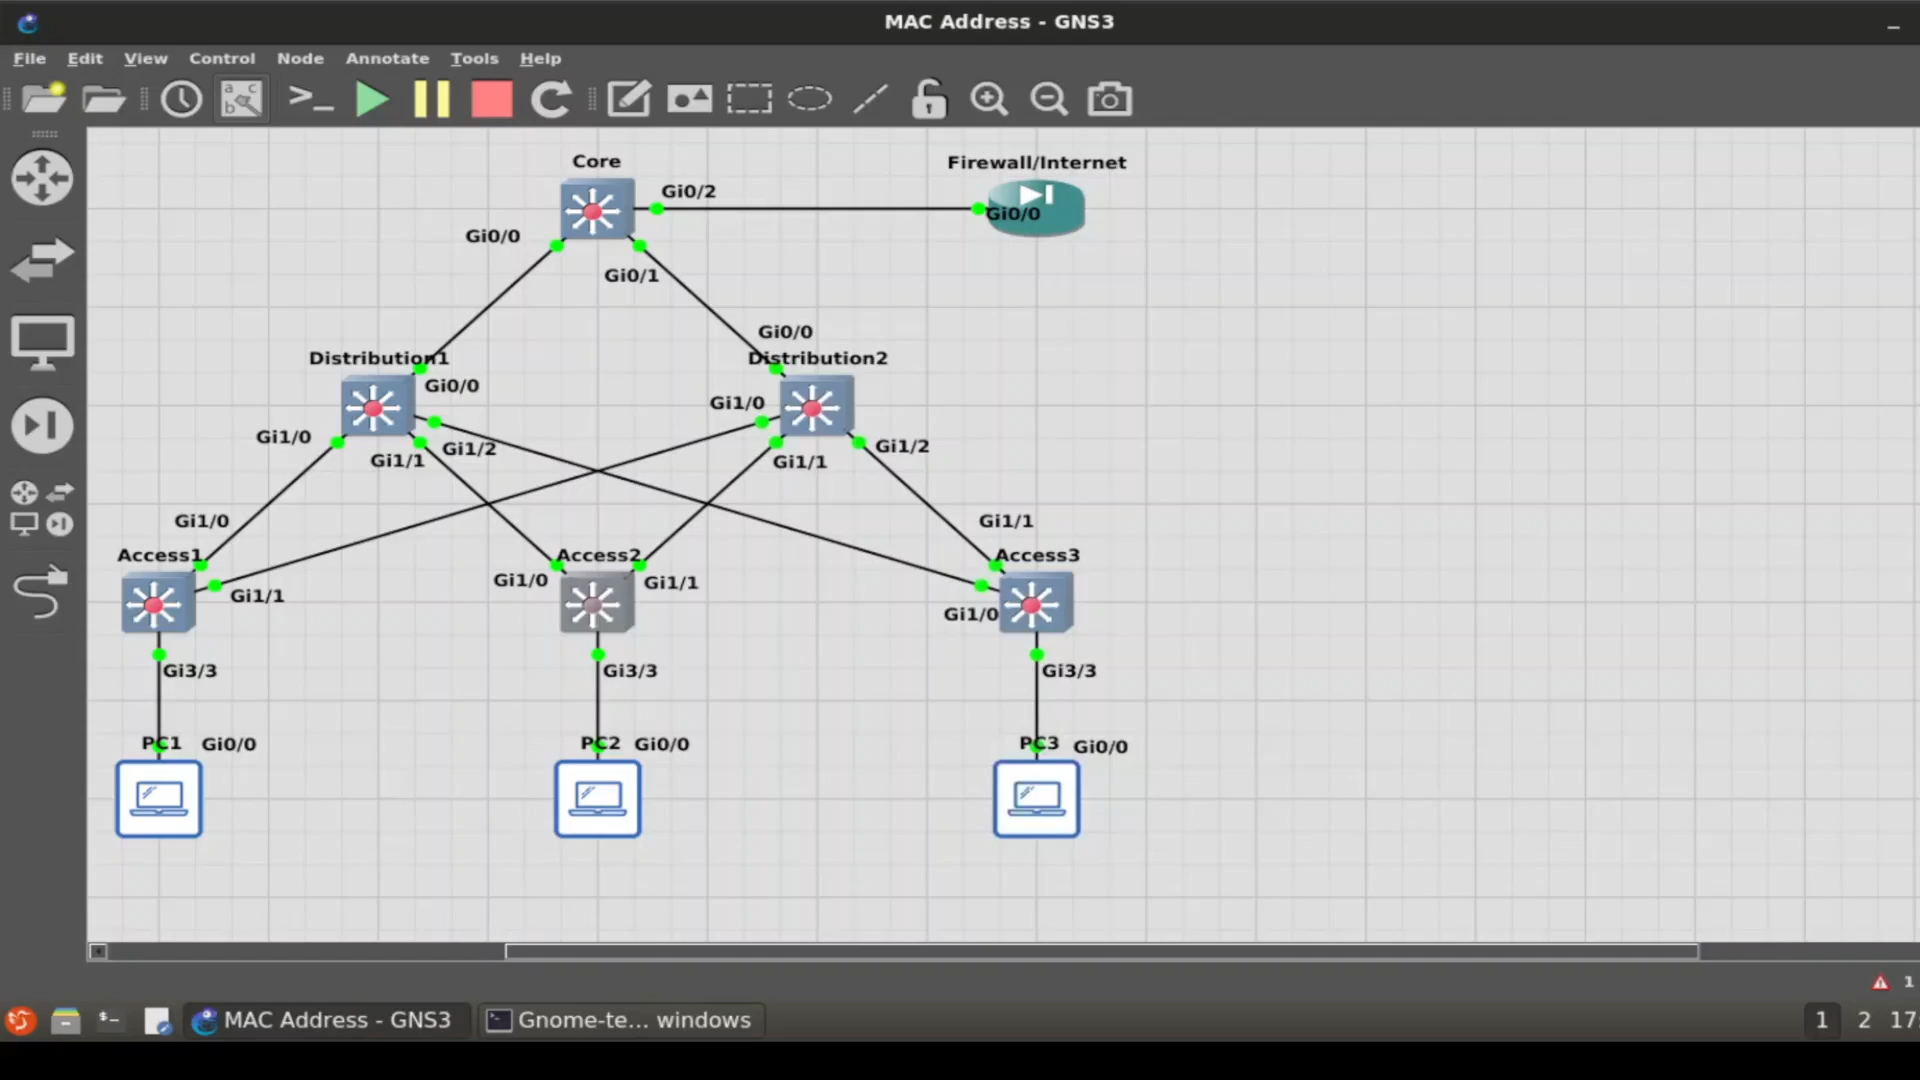 MAC Address - GNS3
File Edit View Control Node Annotate Tools Help
Core
Firewall/Internet
Gi0/2
Gi0/0
Gi0/0
Gi0/1
Gi0/0
Distribution1
Distribution2
Gi0/0
Gi1/0
Gi1/0
Gi1/1
Gi1/2
Gi1/1
Gi1/2
Gi1/0
Gi1/1
Access1
Access2
Access3
Gi1/0
Gi1/1
Gi1/1
Gi1/0
Gi3/3
Gi3/3
Gi3/3
PC1 Gi0/0
PC2 Gi0/0
PC3 Gi0/0
1
MAC Address - GNS3
Gnome-te... windows
1 2